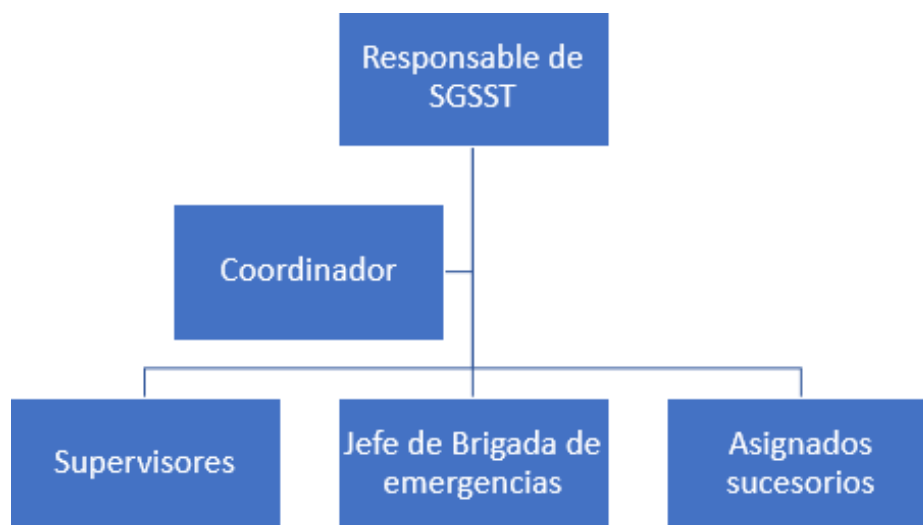 Responsable de
SGSST
Coordinador
Supervisores
Jefe de Brigada de
emergencias
Asignados
sucesorios